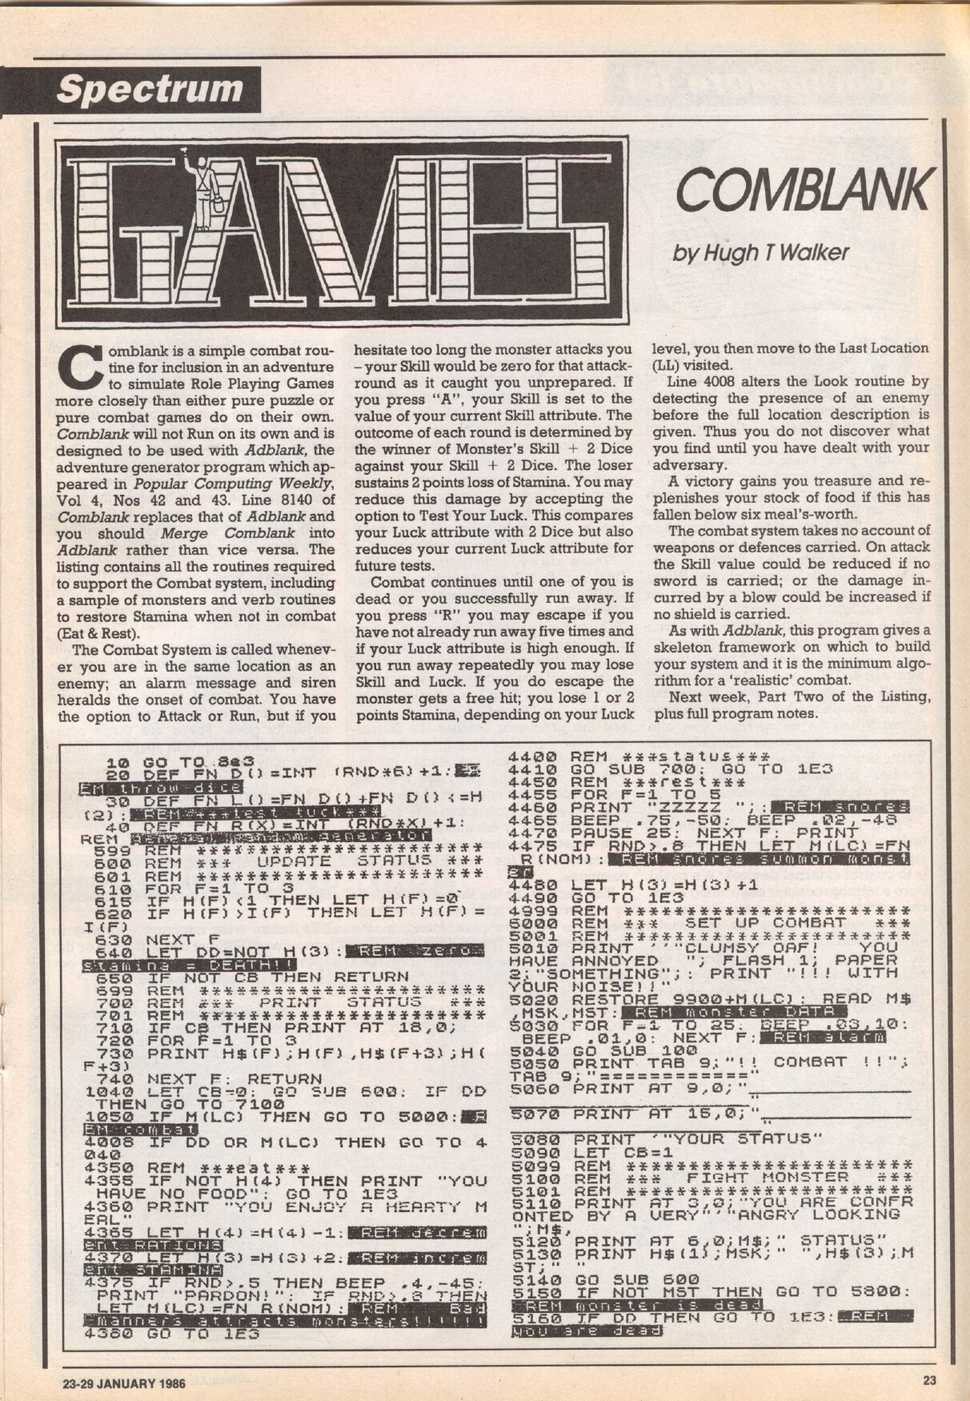 Spectrum
GAMES
COMBLANK
by Hugh T Walker
Comblank is a simple combat rou-
tine for inclusion in an adventure
to simulate Role Playing Games
more closely than either pure puzzle or
pure combat games do on their own.
Comblank will not Run on its own and is
designed to be used with Adblank, the
adventure generator program which ap-
peared in Popular Computing Weekly,
Vol 4, Nos 42 and 43. Line 8140 of
Comblank replaces that of Adblank and
you should Merge Comblank into
Adblank rather than vice versa. The
listing contains all the routines required
to support the Combat system, including
a sample of monsters and verb routines
to restore Stamina when not in combat
(Eat & Rest).
The Combat System is called whenev-
er you are in the same location as an
enemy; an alarm message and siren
heralds the onset of combat. You have
the option to Attack or Run, but if you
hesitate too long the monster attacks you
– your Skill would be zero for that attack-
round as it caught you unprepared. If
you press "A", your Skill is set to the
value of your current Skill attribute. The
outcome of each round is determined by
the winner of Monster's Skill + 2 Dice
against your Skill + 2 Dice. The loser
sustains 2 points loss of Stamina. You may
reduce this damage by accepting the
option to Test Your Luck. This compares
your Luck attribute with 2 Dice but also
reduces your current Luck attribute for
future tests.
Combat continues until one of you is
dead or you successfully run away. If
you press "R" you may escape if you
have not already run away five times and
if your Luck attribute is high enough. If
you run away repeatedly you may lose
Skill and Luck. If you do escape the
monster gets a free hit; you lose 1 or 2
points Stamina, depending on your Luck
level, you then move to the Last Location
(LL) visited.
Line 4008 alters the Look routine by
detecting the presence of an enemy
before the full location description is
given. Thus you do not discover what
you find until you have dealt with your
adversary.
A victory gains you treasure and re-
plenishes your stock of food if this has
fallen below six meal's-worth.
The combat system takes no account of
weapons or defences carried. On attack
the Skill value could be reduced if no
sword is carried; or the damage in-
curred by a blow could be increased if
no shield is carried.
As with Adblank, this program gives a
skeleton framework on which to build
your system and it is the minimum algo-
rithm for a 'realistic' combat.
Next week, Part Two of the Listing,
plus full program notes.
10 GO TO 8e3
20 DEF FN D()=INT (RND*6)+1: R
EM throw dice
30 DEF FN L()=FN D()+FN D()<=H
(2): REM ***test luck***
40 DEF FN R(X)=INT (RND*X)+1:
REM general random generator
599 REM ***********************
600 REM *** UPDATE STATUS ***
601 REM ***********************
610 FOR F=1 TO 3
615 IF H(F)<1 THEN LET H(F)=0
620 IF H(F)>I(F) THEN LET H(F)=
I(F)
630 NEXT F
640 LET DD=NOT H(3): REM zero
stamina = DEATH!!
650 IF NOT CB THEN RETURN
699 REM ***********************
700 REM *** PRINT STATUS ***
701 REM ***********************
710 IF CB THEN PRINT AT 18,0;
720 FOR F=1 TO 3
730 PRINT H$(F);H(F),H$(F+3);H(
F+3)
740 NEXT F: RETURN
1040 LET CB=0: GO SUB 600: IF DD
THEN GO TO 7100
1050 IF M(LC) THEN GO TO 5000: R
EM combat
4008 IF DD OR M(LC) THEN GO TO 4
040
4350 REM ***eat***
4355 IF NOT H(4) THEN PRINT "YOU
HAVE NO FOOD": GO TO 1E3
4360 PRINT "YOU ENJOY A HEARTY M
EAL"
4365 LET H(4)=H(4)-1: REM decrem
ent RATIONS
4370 LET H(3)=H(3)+2: REM increm
ent STAMINA
4375 IF RND>.5 THEN BEEP .4,-45:
PRINT "PARDON!": IF RND>.8 THEN
LET M(LC)=FN R(NOM): REM Bad
manners attracts monsters!!!!!!
4380 GO TO 1E3
4400 REM ***status***
4410 GO SUB 700: GO TO 1E3
4450 REM ***rest***
4455 FOR F=1 TO 5
4460 PRINT "ZZZZZ ";: REM snores
4465 BEEP .75,-50: BEEP .02,-48
4470 PAUSE 25: NEXT F: PRINT
4475 IF RND>.8 THEN LET M(LC)=FN
R(NOM): REM snores summon monst
er
4480 LET H(3)=H(3)+1
4490 GO TO 1E3
4999 REM ***********************
5000 REM *** SET UP COMBAT ***
5001 REM ***********************
5010 PRINT ''"CLUMSY OAF! YOU
HAVE ANNOYED "; FLASH 1; PAPER
2;"SOMETHING";: PRINT "!!! WITH
YOUR NOISE!!"
5020 RESTORE 9900+M(LC): READ M$
,MSK,MST: REM monster DATA
5030 FOR F=1 TO 25: BEEP .03,10:
BEEP .01,0: NEXT F: REM alarm
5040 GO SUB 100
5050 PRINT TAB 9;"!! COMBAT !!";
TAB 9;"============="
5060 PRINT AT 9,0;"______________
"
5070 PRINT AT 15,0;"_____________
"
5080 PRINT '"YOUR STATUS"
5090 LET CB=1
5099 REM ***********************
5100 REM *** FIGHT MONSTER ***
5101 REM ***********************
5110 PRINT AT 3,0;"YOU ARE CONFR
ONTED BY A VERY"'"ANGRY LOOKING
";M$,
5120 PRINT AT 6,0;M$;" STATUS"
5130 PRINT H$(1);MSK;" ",H$(3);M
ST;" "
5140 GO SUB 600
5150 IF NOT MST THEN GO TO 5800:
REM monster is dead
5160 IF DD THEN GO TO 1E3: REM
you are dead
23-29 JANUARY 1986
23